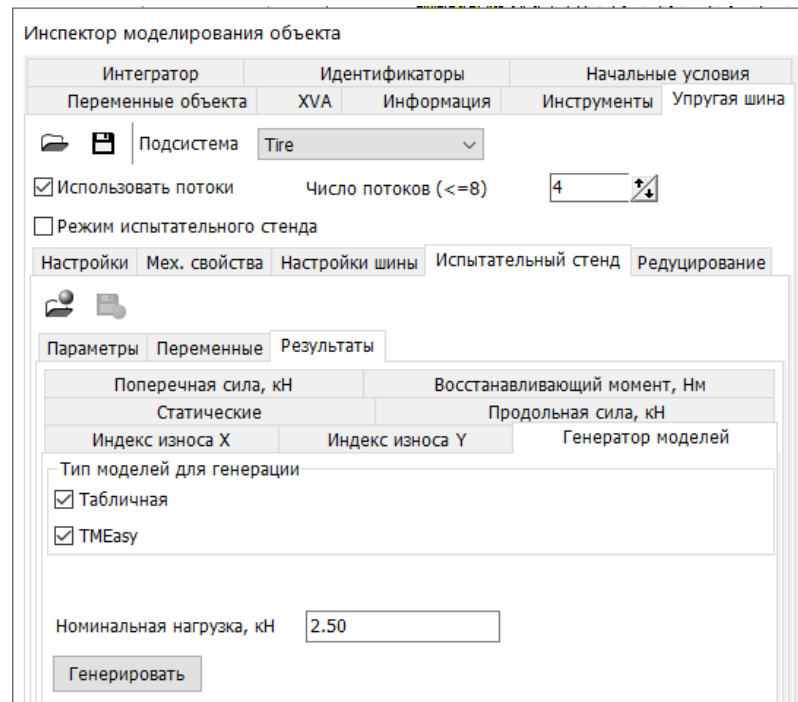 Инспектор моделирования объекта
Интегратор Идентификаторы Начальные условия
Переменные объекта XVA Информация Инструменты Упругая шина
Подсистема Tire
Использовать потоки Число потоков (<=8) 4
Режим испытательного стенда
Настройки Мех. свойства Настройки шины Испытательный стенд Редуцирование
Параметры Переменные Результаты
Поперечная сила, кН Восстанавливающий момент, Нм
Статические Продольная сила, кН
Индекс износа X Индекс износа Y Генератор моделей
Тип моделей для генерации
Табличная
TMEasy
Номинальная нагрузка, кН 2.50
Генерировать